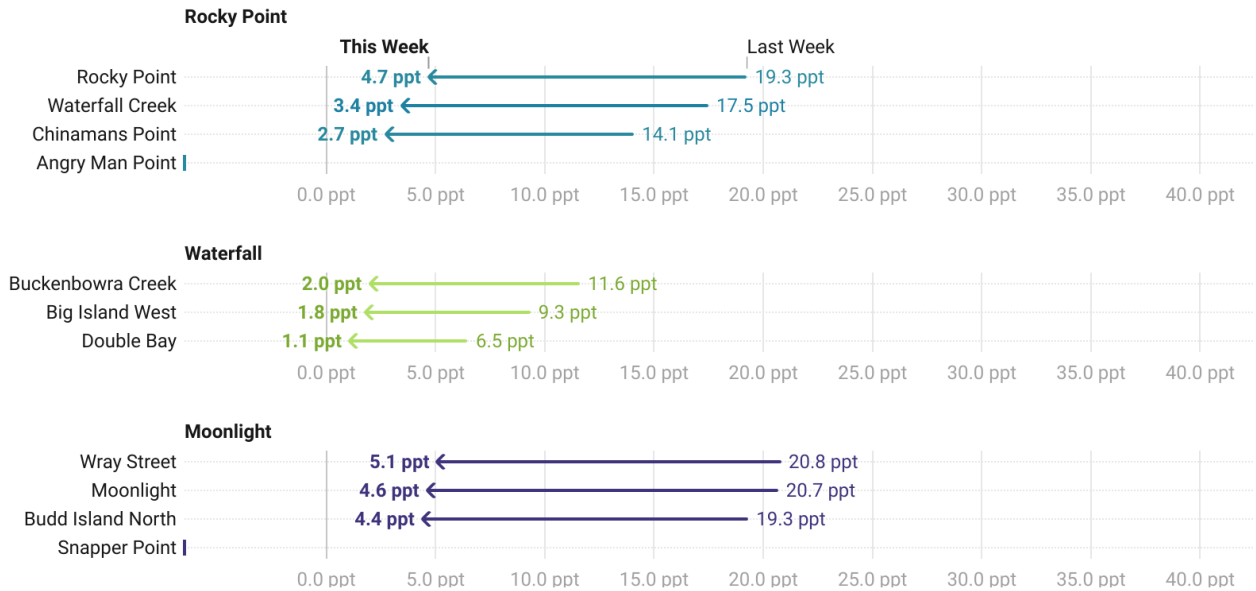 Rocky Point
This Week Last Week
Rocky Point 4.7 ppt 19.3 ppt
Waterfall Creek 3.4 ppt 17.5 ppt
Chinamans Point 2.7 ppt 14.1 ppt
Angry Man Point
0.0 ppt 5.0 ppt 10.0 ppt 15.0 ppt 20.0 ppt 25.0 ppt 30.0 ppt 35.0 ppt 40.0 ppt
Waterfall
Buckenbowra Creek 2.0 ppt 11.6 ppt
Big Island West 1.8 ppt 9.3 ppt
Double Bay 1.1 ppt 6.5 ppt
0.0 ppt 5.0 ppt 10.0 ppt 15.0 ppt 20.0 ppt 25.0 ppt 30.0 ppt 35.0 ppt 40.0 ppt
Moonlight
Wray Street 5.1 ppt 20.8 ppt
Moonlight 4.6 ppt 20.7 ppt
Budd Island North 4.4 ppt 19.3 ppt
Snapper Point
0.0 ppt 5.0 ppt 10.0 ppt 15.0 ppt 20.0 ppt 25.0 ppt 30.0 ppt 35.0 ppt 40.0 ppt